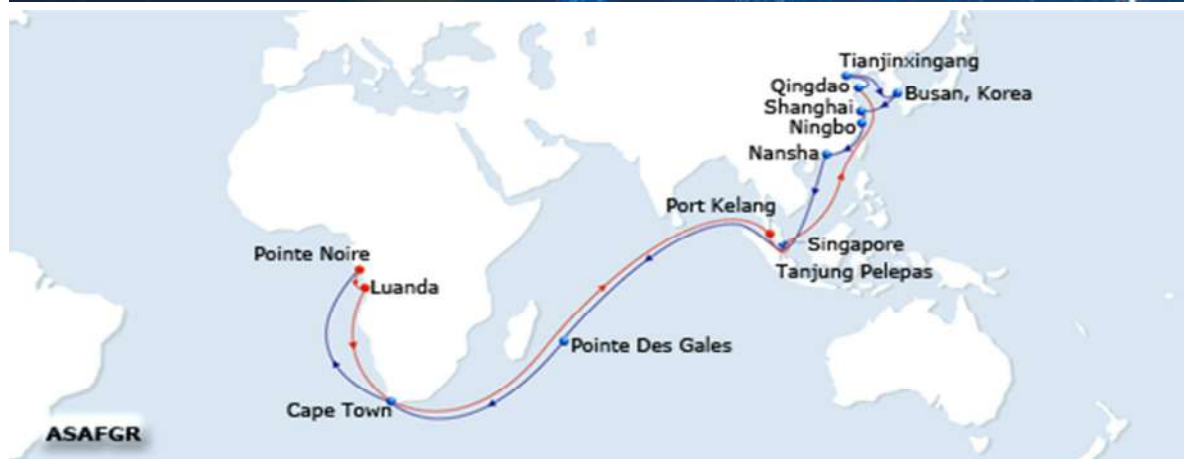 Tianjinxingang
Qingdao
Busan, Korea
Shanghai
Ningbo
Nansha
Port Kelang
Singapore
Tanjung Pelepas
Pointe Noire
Luanda
Pointe Des Gales
Cape Town
ASAFGR